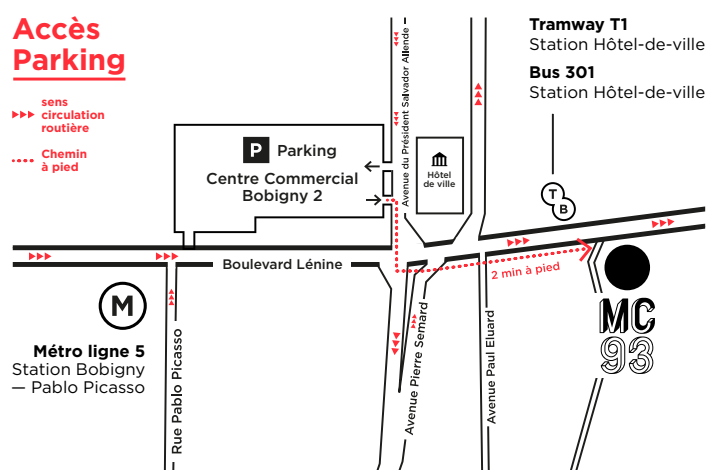 Accès
Parking
sens
circulation
routière
Chemin
à pied
Tramway T1
Station Hôtel-de-ville
Bus 301
Station Hôtel-de-ville
Avenue du Président Salvador Allende
P Parking
Centre Commercial
Bobigny 2
Hôtel
de ville
T
B
Boulevard Lénine
2 min à pied
M
Métro ligne 5
Station Bobigny
— Pablo Picasso
Rue Pablo Picasso
Avenue Pierre Semard
Avenue Paul Eluard
MC
93